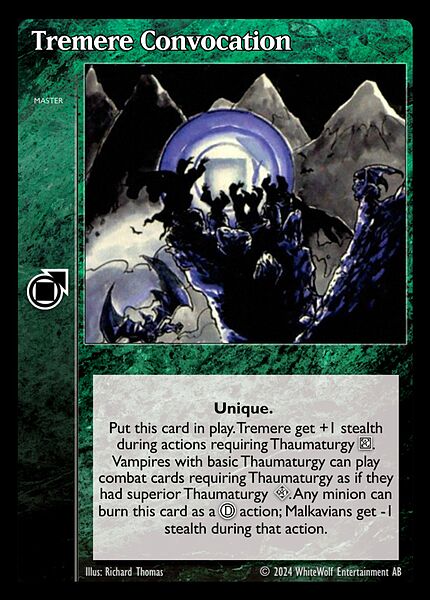 Tremere Convocation
MASTER
Unique.
Put this card in play. Tremere get +1 stealth
during actions requiring Thaumaturgy .
Vampires with basic Thaumaturgy can play
combat cards requiring Thaumaturgy as if they
had superior Thaumaturgy . Any minion can
burn this card as a D action; Malkavians get -1
stealth during that action.
Illus: Richard Thomas
© 2024 WhiteWolf Entertainment AB